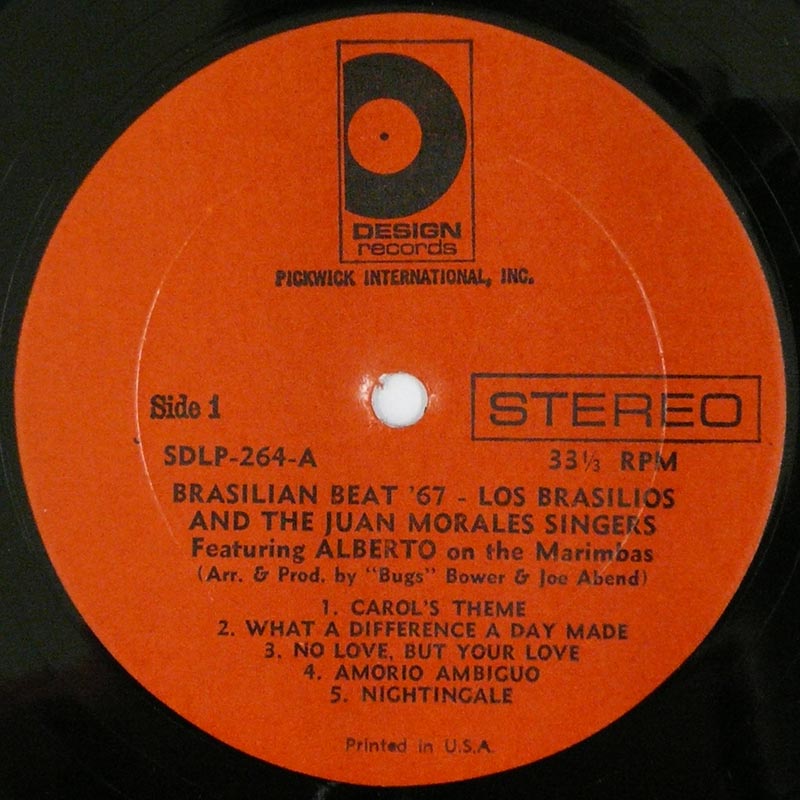 DESIGN
records
PICKWICK INTERNATIONAL, INC.
Side 1
STEREO
SDLP-264-A
33⅓ RPM
BRASILIAN BEAT '67 - LOS BRASILIOS
AND THE JUAN MORALES SINGERS
Featuring ALBERTO on the Marimbas
(Arr. & Prod. by "Bugs" Bower & Joe Abend)
1. CAROL'S THEME
2. WHAT A DIFFERENCE A DAY MADE
3. NO LOVE, BUT YOUR LOVE
4. AMORIO AMBIGUO
5. NIGHTINGALE
Printed in U.S.A.